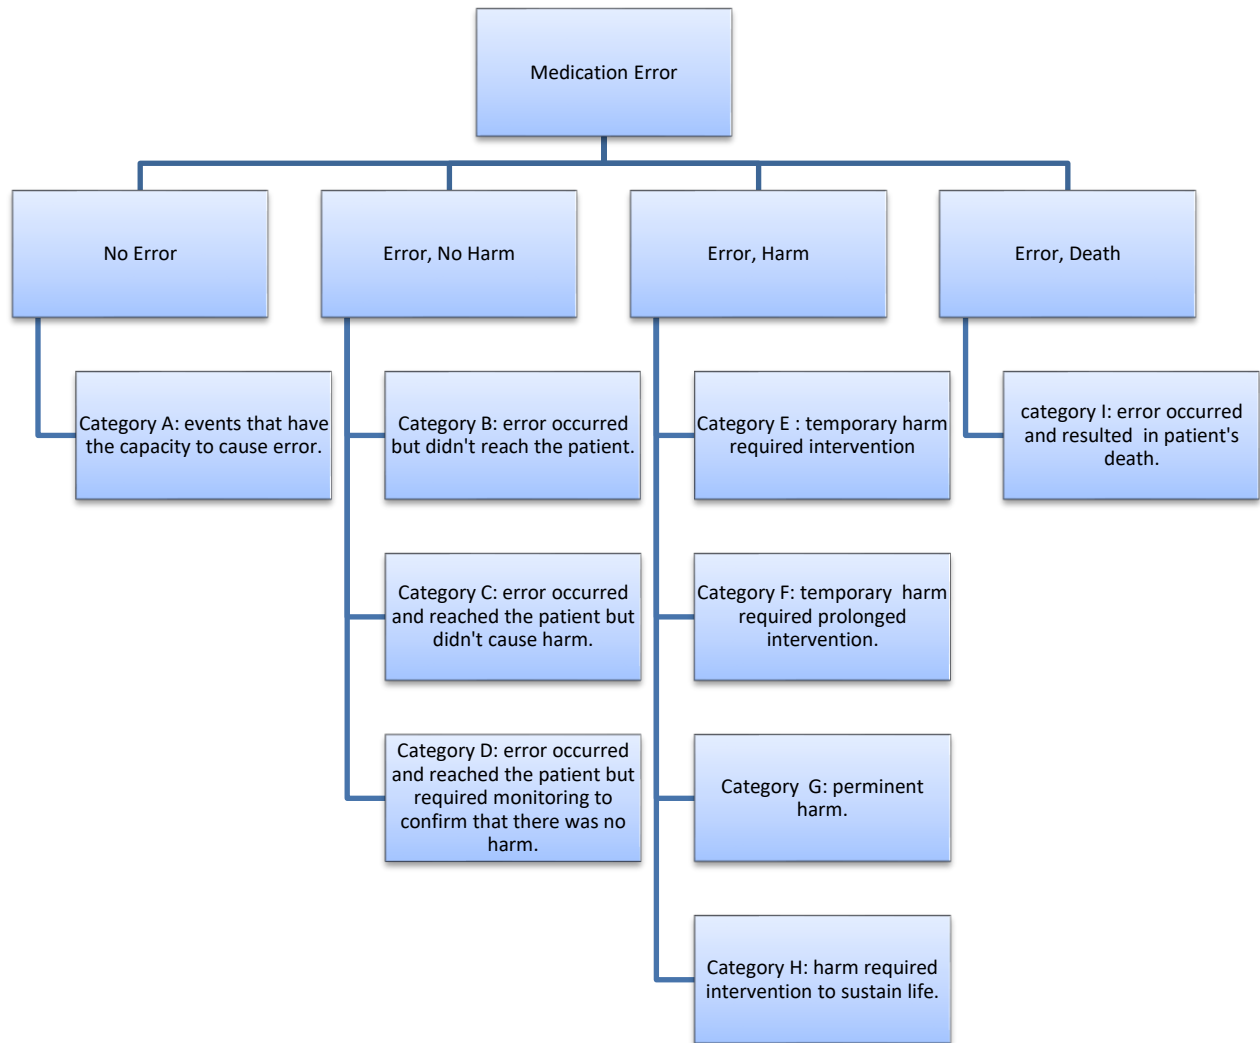 Medication Error
No Error
Error, No Harm
Error, Harm
Error, Death
Category A: events that have
the capacity to cause error.
Category B: error occurred
but didn't reach the patient.
Category C: error occurred
and reached the patient but
didn't cause harm.
Category D: error occurred
and reached the patient but
required monitoring to
confirm that there was no
harm.
Category E : temporary harm
required intervention
Category F: temporary  harm
required prolonged
intervention.
Category  G: perminent
harm.
Category H: harm required
intervention to sustain life.
category I: error occurred
and resulted  in patient's
death.